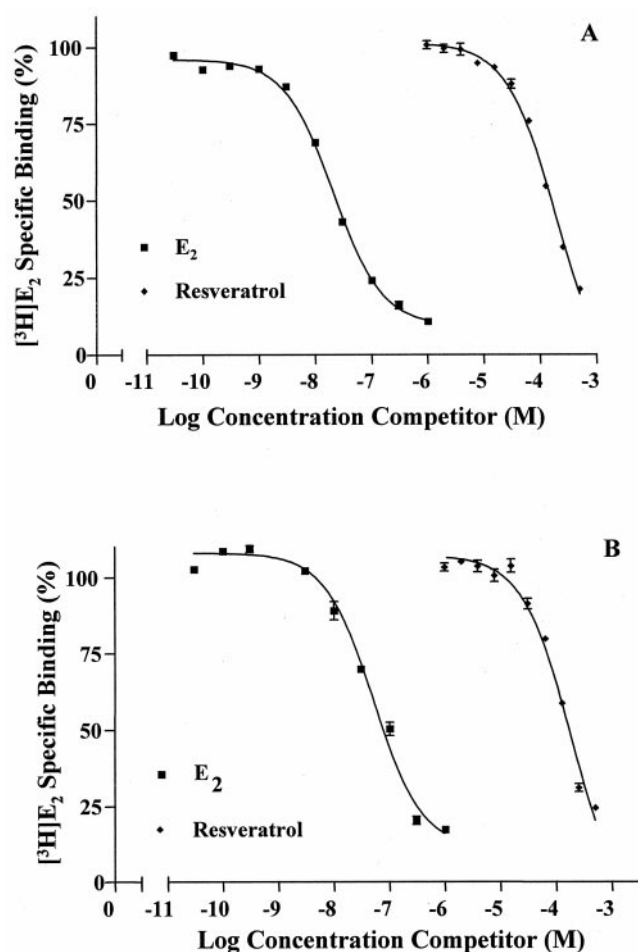 A
[³H]E₂ Specific Binding (%)
100
75
50
25
0
E₂
Resveratrol
0 -11 -10 -9 -8 -7 -6 -5 -4 -3
Log Concentration Competitor (M)
B
[³H]E₂ Specific Binding (%)
100
75
50
25
0
E₂
Resveratrol
0 -11 -10 -9 -8 -7 -6 -5 -4 -3
Log Concentration Competitor (M)